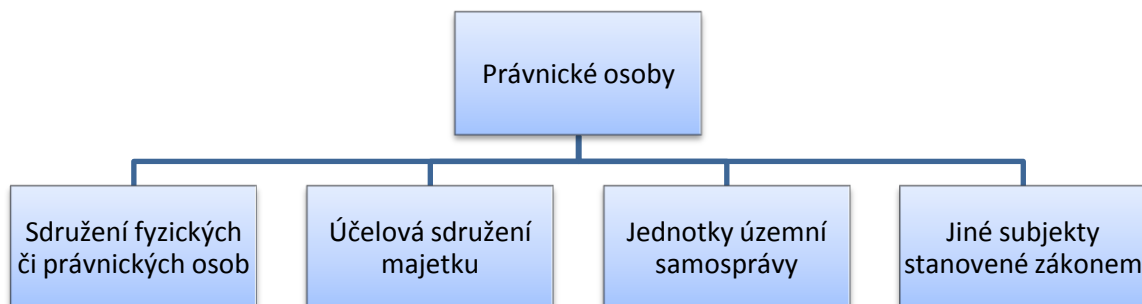 Právnické osoby
Sdružení fyzických
či právnických osob
Účelová sdružení
majetku
Jednotky územní
samosprávy
Jiné subjekty
stanovené zákonem